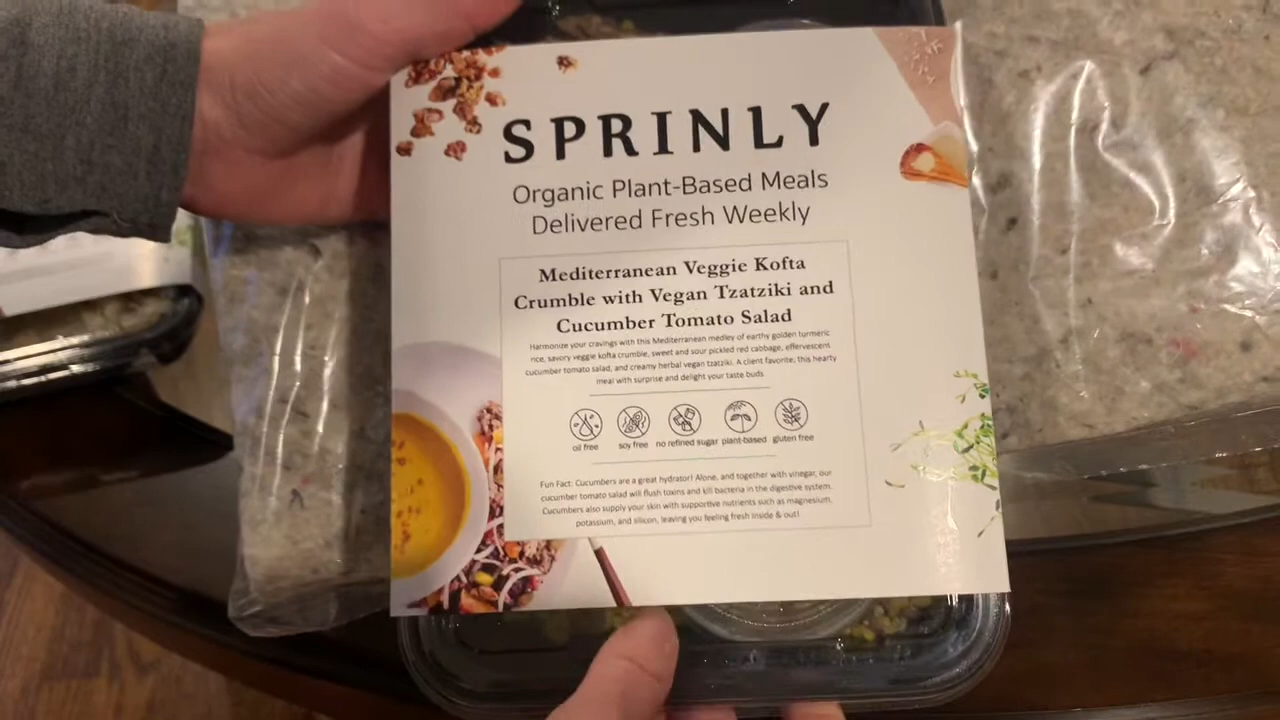 SPRINLY
Organic Plant-Based Meals
Delivered Fresh Weekly
Mediterranean Veggie Kofta
Crumble with Vegan Tzatziki and
Cucumber Tomato Salad
Harmonize your cravings with this Mediterranean medley of earthy golden turmeric
rice, savory veggie kofta crumble, sweet and sour pickled red cabbage, effervescent
cucumber tomato salad, and creamy herbal vegan tzatziki. A client favorite; this hearty
meal with surprise and delight your taste buds.
oil free soy free no refined sugar plant-based gluten free
Fun Fact: Cucumbers are a great hydrator! Alone, and together with vinegar, our
cucumber tomato salad will flush toxins and kill bacteria in the digestive system.
Cucumbers also supply your skin with supportive nutrients such as magnesium,
potassium, and silicon, leaving you feeling fresh inside & out!